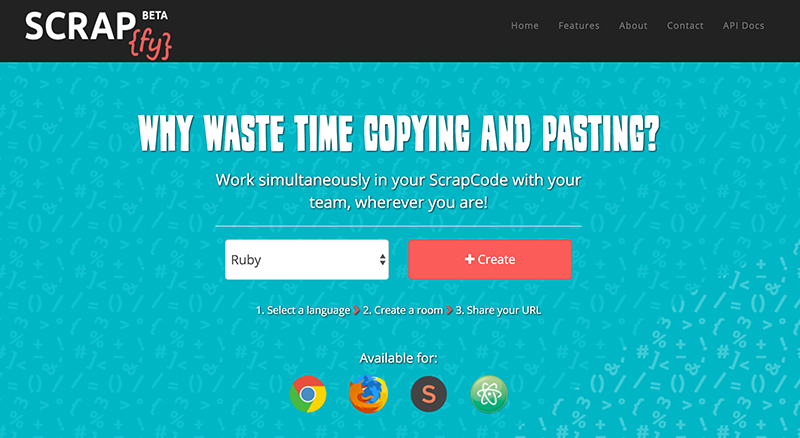 SCRAP BETA
{fy}
Home Features About Contact API Docs
WHY WASTE TIME COPYING AND PASTING?
Work simultaneously in your ScrapCode with your
team, wherever you are!
Ruby
+ Create
1. Select a language > 2. Create a room > 3. Share your URL
Available for:
S